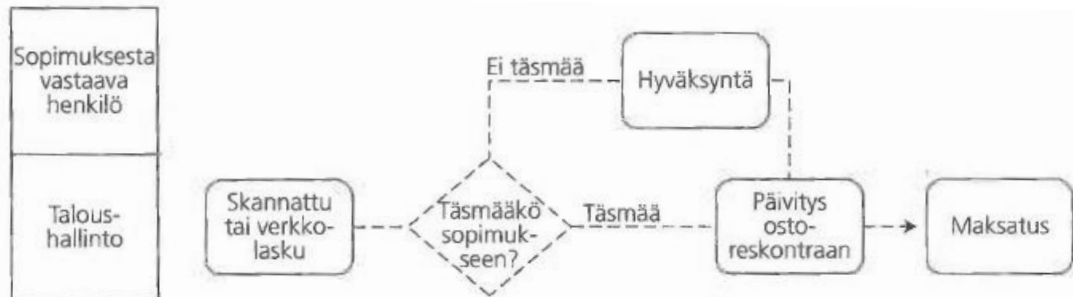 Sopimuksesta
vastaava
henkilö
Ei täsmää
Hyväksyntä
Talous-
hallinto
Skannattu
tai verkko-
lasku
Täsmääkö
sopimuk-
seen?
Täsmää
Päivitys
osto-
reskontraan
Maksatus